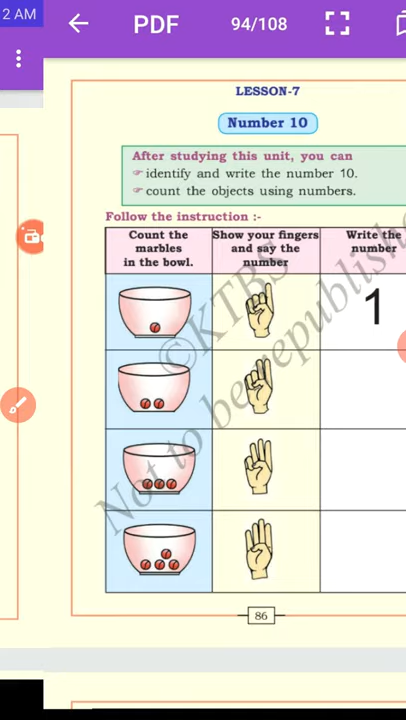 2 AM
PDF
94/108
LESSON-7
Number 10
After studying this unit, you can
☞ identify and write the number 10.
☞ count the objects using numbers.
Follow the instruction :-
Count the marbles in the bowl.
Show your fingers and say the number
Write the number
1
©KTBS
Not to be republished
86